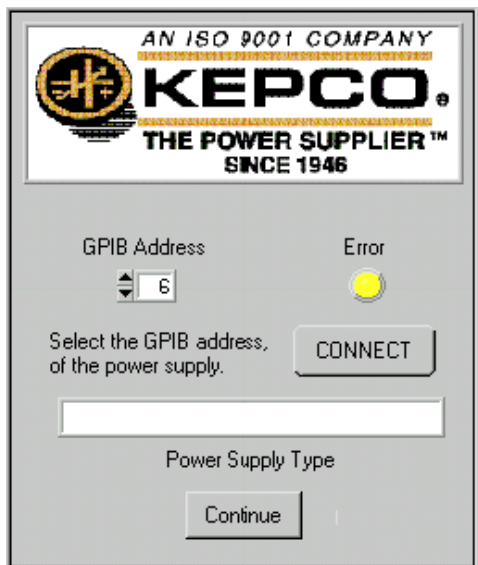 AN ISO 9001 COMPANY
KEPCO®
THE POWER SUPPLIER™
SINCE 1946
GPIB Address
Error
6
Select the GPIB address,
of the power supply.
CONNECT
Power Supply Type
Continue